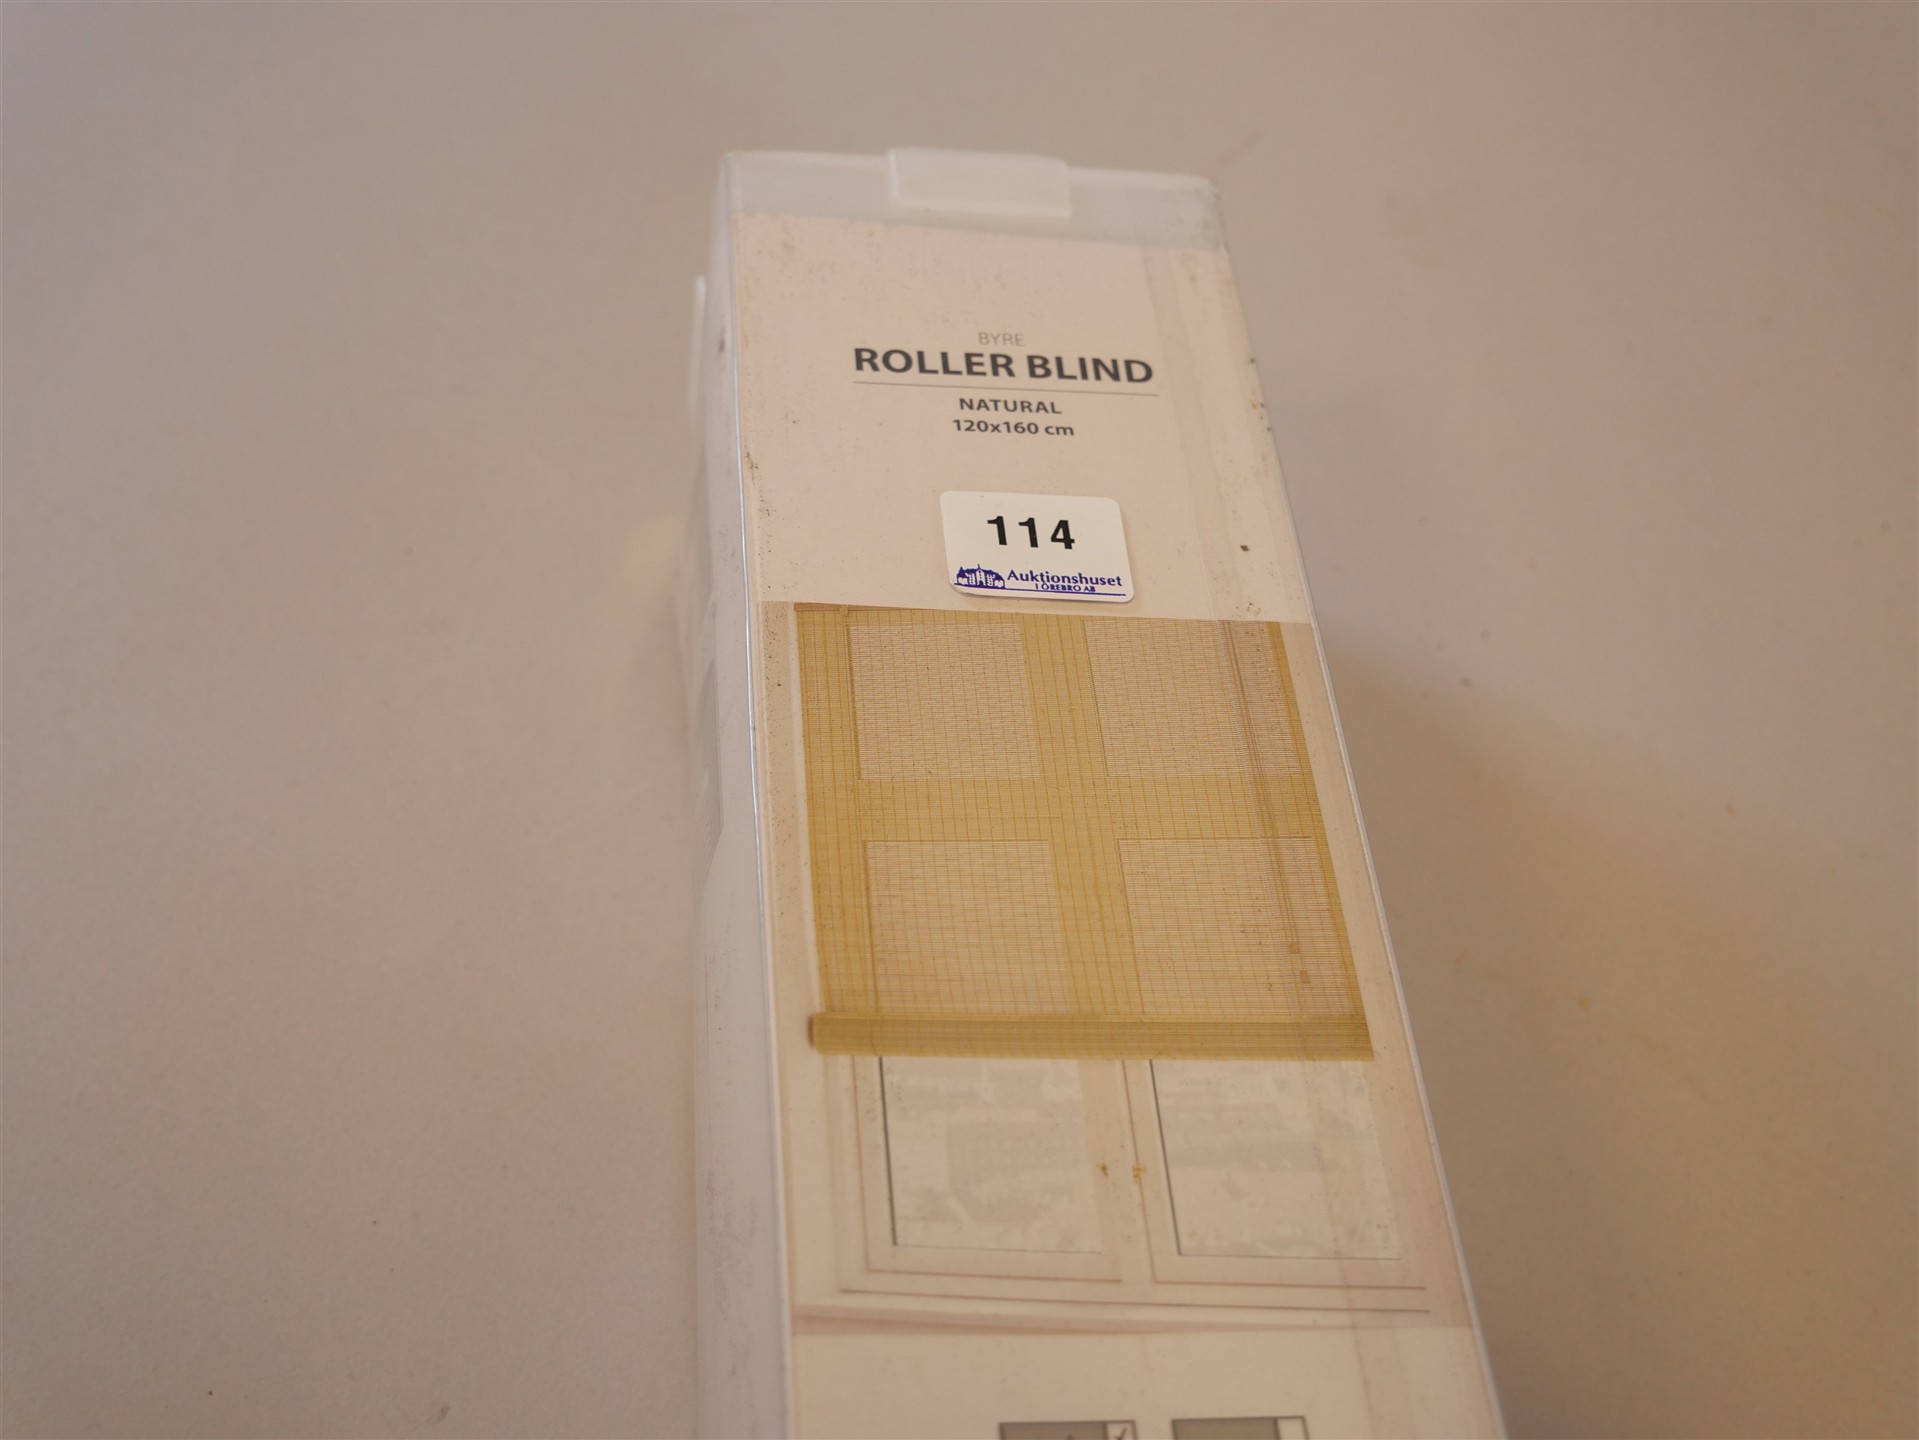 BYRE
ROLLER BLIND
NATURAL
120x160 cm
114
Auktionshuset
I ÖREBRO AB